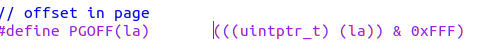 // offset in page
#define PGOFF(la)        (((uintptr_t) (la)) & 0xFFF)